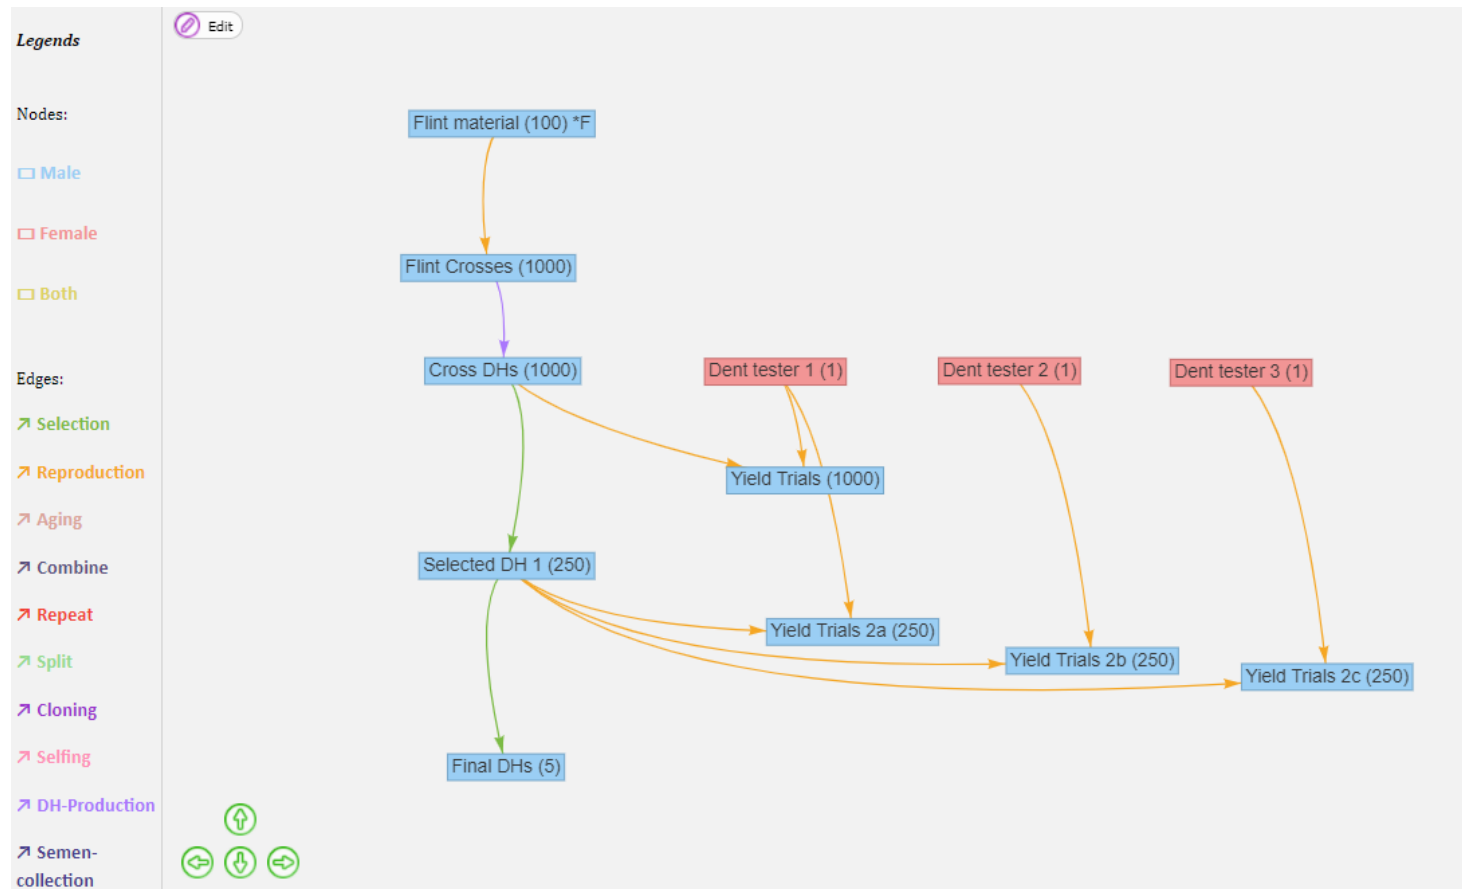 Legends
Edit
Nodes:
Male
Female
Both
Edges:
Selection
Reproduction
Aging
Combine
Repeat
Split
Cloning
Selfing
DH-Production
Semen-
collection
Flint material (100) *F
Flint Crosses (1000)
Cross DHs (1000)
Dent tester 1 (1)
Dent tester 2 (1)
Dent tester 3 (1)
Yield Trials (1000)
Selected DH 1 (250)
Yield Trials 2a (250)
Yield Trials 2b (250)
Yield Trials 2c (250)
Final DHs (5)